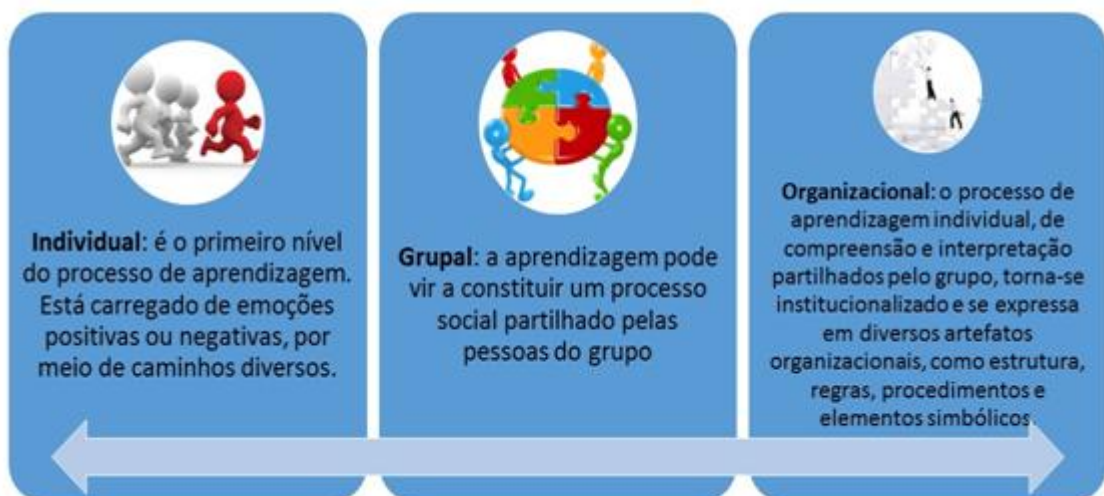 Individual: é o primeiro nível
do processo de aprendizagem.
Está carregado de emoções
positivas ou negativas, por
meio de caminhos diversos.
Grupal: a aprendizagem pode
vir a constituir um processo
social partilhado pelas
pessoas do grupo
Organizacional: o processo de
aprendizagem individual, de
compreensão e interpretação
partilhados pelo grupo, torna-se
institucionalizado e se expressa
em diversos artefatos
organizacionais, como estrutura,
regras, procedimentos e
elementos simbólicos.